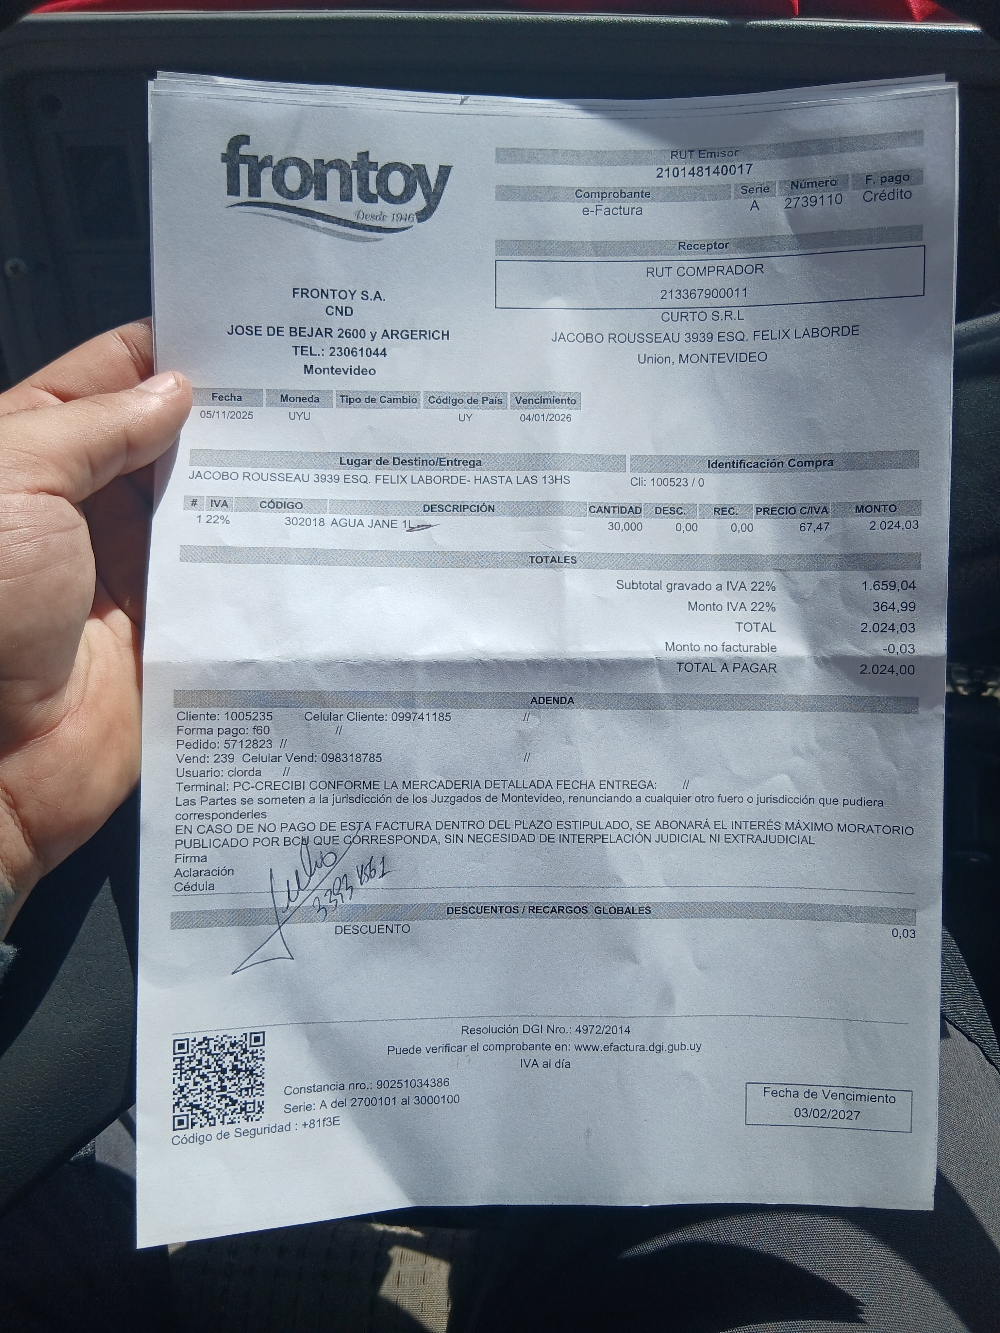 frontoy
Desde 1946
FRONTOY S.A.
CND
JOSE DE BEJAR 2600 y ARGERICH
TEL.: 23061044
Montevideo
RUT Emisor
210148140017
Comprobante Serie Número F. pago
e-Factura A 2739110 Crédito
Receptor
RUT COMPRADOR
213367900011
CURTO S.R.L
JACOBO ROUSSEAU 3939 ESQ. FELIX LABORDE
Union, MONTEVIDEO
Fecha Moneda Tipo de Cambio Código de País Vencimiento
05/11/2025 UYU UY 04/01/2026
Lugar de Destino/Entrega Identificación Compra
JACOBO ROUSSEAU 3939 ESQ. FELIX LABORDE- HASTA LAS 13HS Cli: 100523 / 0
# IVA CÓDIGO DESCRIPCIÓN CANTIDAD DESC. REC. PRECIO C/IVA MONTO
1 22% 302018 AGUA JANE 1L 30,000 0,00 0,00 67,47 2.024,03
TOTALES
Subtotal gravado a IVA 22% 1.659,04
Monto IVA 22% 364,99
TOTAL 2.024,03
Monto no facturable -0,03
TOTAL A PAGAR 2.024,00
ADENDA
Cliente: 1005235 Celular Cliente: 099741185 //
Forma pago: f60 //
Pedido: 5712823 //
Vend: 239 Celular Vend: 098318785 //
Usuario: clorda //
Terminal: PC-CRECIBI CONFORME LA MERCADERIA DETALLADA FECHA ENTREGA: //
Las Partes se someten a la jurisdicción de los Juzgados de Montevideo, renunciando a cualquier otro fuero o jurisdicción que pudiera
corresponderles
EN CASO DE NO PAGO DE ESTA FACTURA DENTRO DEL PLAZO ESTIPULADO, SE ABONARÁ EL INTERÉS MÁXIMO MORATORIO
PUBLICADO POR BCU QUE CORRESPONDA, SIN NECESIDAD DE INTERPELACIÓN JUDICIAL NI EXTRAJUDICIAL
Firma
Aclaración
Cédula
DESCUENTOS / RECARGOS GLOBALES
DESCUENTO 0,03
Resolución DGI Nro.: 4972/2014
Puede verificar el comprobante en: www.efactura.dgi.gub.uy
IVA al día
Constancia nro.: 90251034386
Serie: A del 2700101 al 3000100
Código de Seguridad : +81f3E
Fecha de Vencimiento
03/02/2027